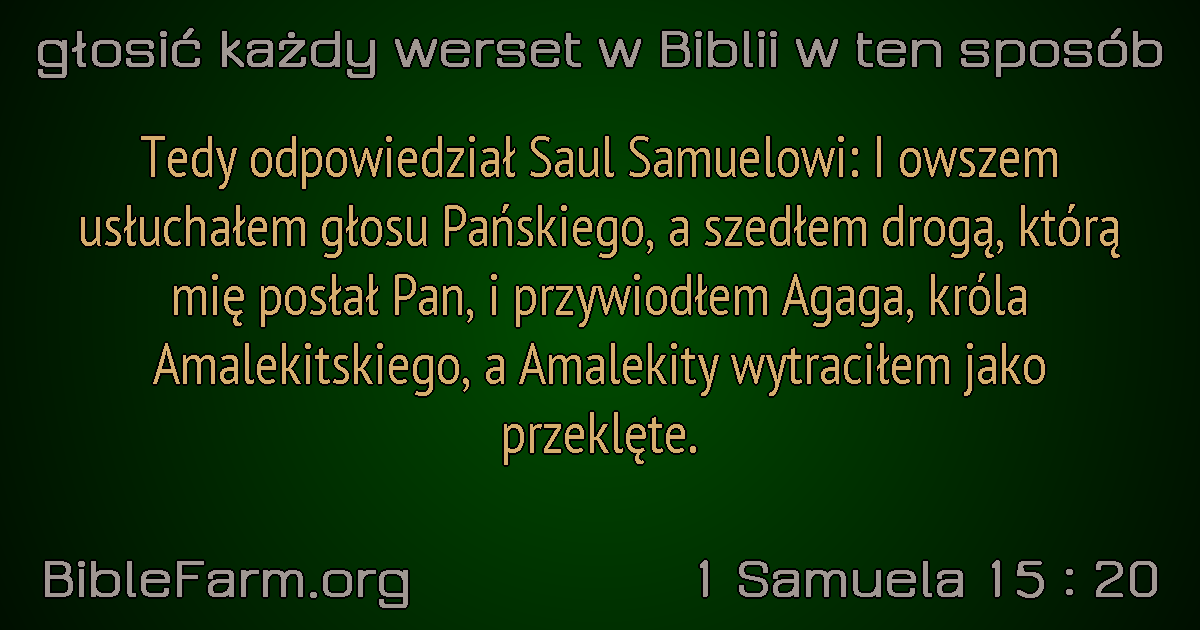 głosić każdy werset w Biblii w ten sposób
Tedy odpowiedział Saul Samuelowi: I owszem
usłuchałem głosu Pańskiego, a szedłem drogą, którą
mię posłał Pan, i przywiodłem Agaga, króla
Amalekitskiego, a Amalekity wytraciłem jako
przeklęte.
BibleFarm.org
1 Samuela 15 : 20